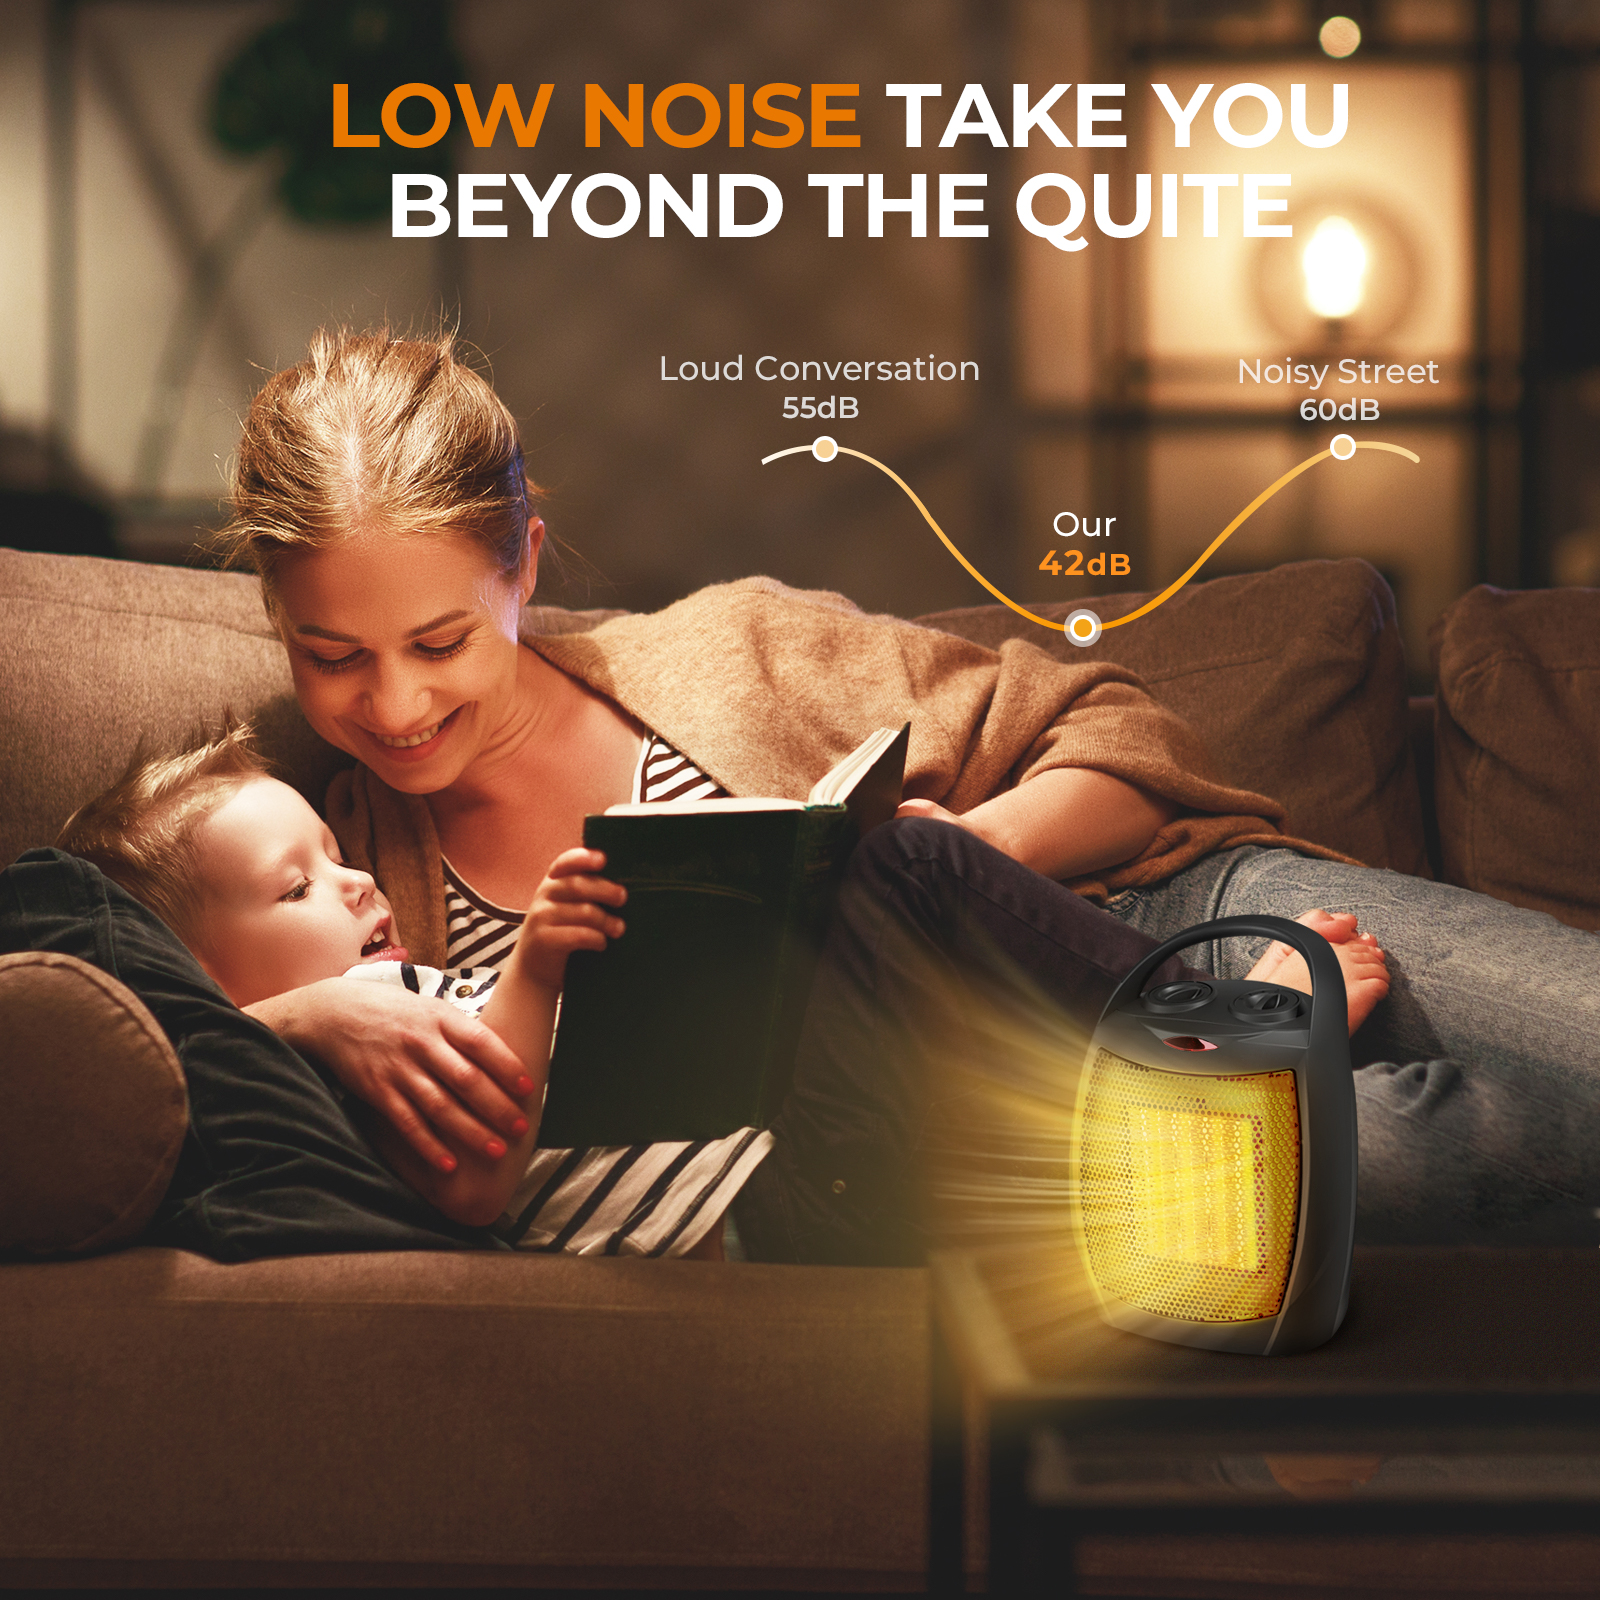 LOW NOISE TAKE YOU
BEYOND THE QUITE
Loud Conversation
55dB
Noisy Street
60dB
Our
42dB